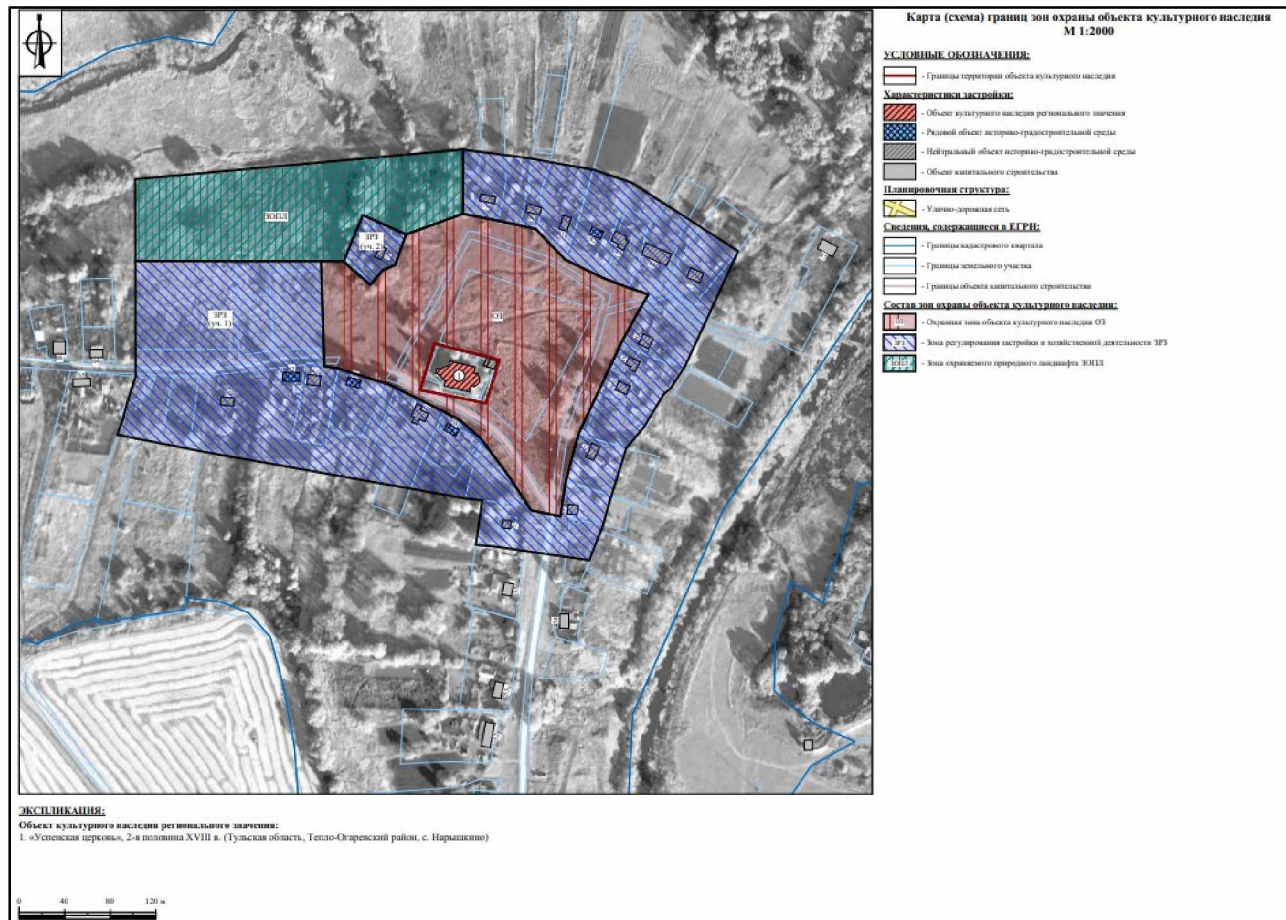 Карта (схема) границ зон охраны объекта культурного наследия
М 1:2000
УСЛОВНЫЕ ОБОЗНАЧЕНИЯ:
- Границы территории объекта культурного наследия
Характеристики застройки:
- Объект культурного наследия регионального значения
- Рядовой объект историко-градостроительной среды
- Нейтральный объект историко-градостроительной среды
- Объект капитального строительства
Планировочная структура:
- Улично-дорожная сеть
Сведения, содержащиеся в ЕГРН:
- Границы кадастрового квартала
- Границы земельного участка
- Границы объекта капитального строительства
Состав зон охраны объекта культурного наследия:
ОЗ - Охранная зона объекта культурного наследия ОЗ
ЗРЗ - Зона регулирования застройки и хозяйственной деятельности ЗРЗ
ЗОПЛ - Зона охраняемого природного ландшафта ЗОПЛ
ЗОПЛ
ЗРЗ
(уч. 2)
ЗРЗ
(уч. 1)
ОЗ
1
ЭКСПЛИКАЦИЯ:
Объект культурного наследия регионального значения:
1. «Успенская церковь», 2-я половина XVIII в. (Тульская область, Тепло-Огаревский район, с. Нарышкино)
0 40 80 120 м